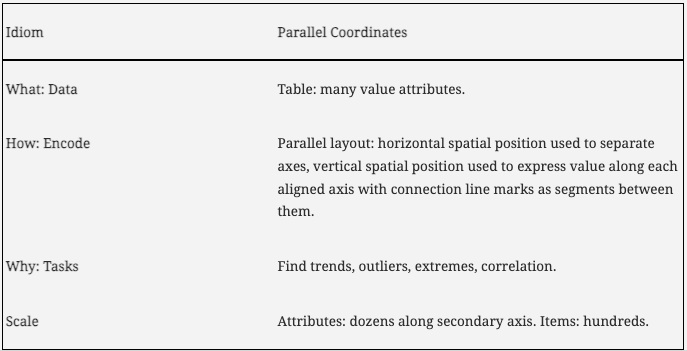 Idiom Parallel Coordinates
What: Data Table: many value attributes.
How: Encode Parallel layout: horizontal spatial position used to separate
axes, vertical spatial position used to express value along each
aligned axis with connection line marks as segments between
them.
Why: Tasks Find trends, outliers, extremes, correlation.
Scale Attributes: dozens along secondary axis. Items: hundreds.